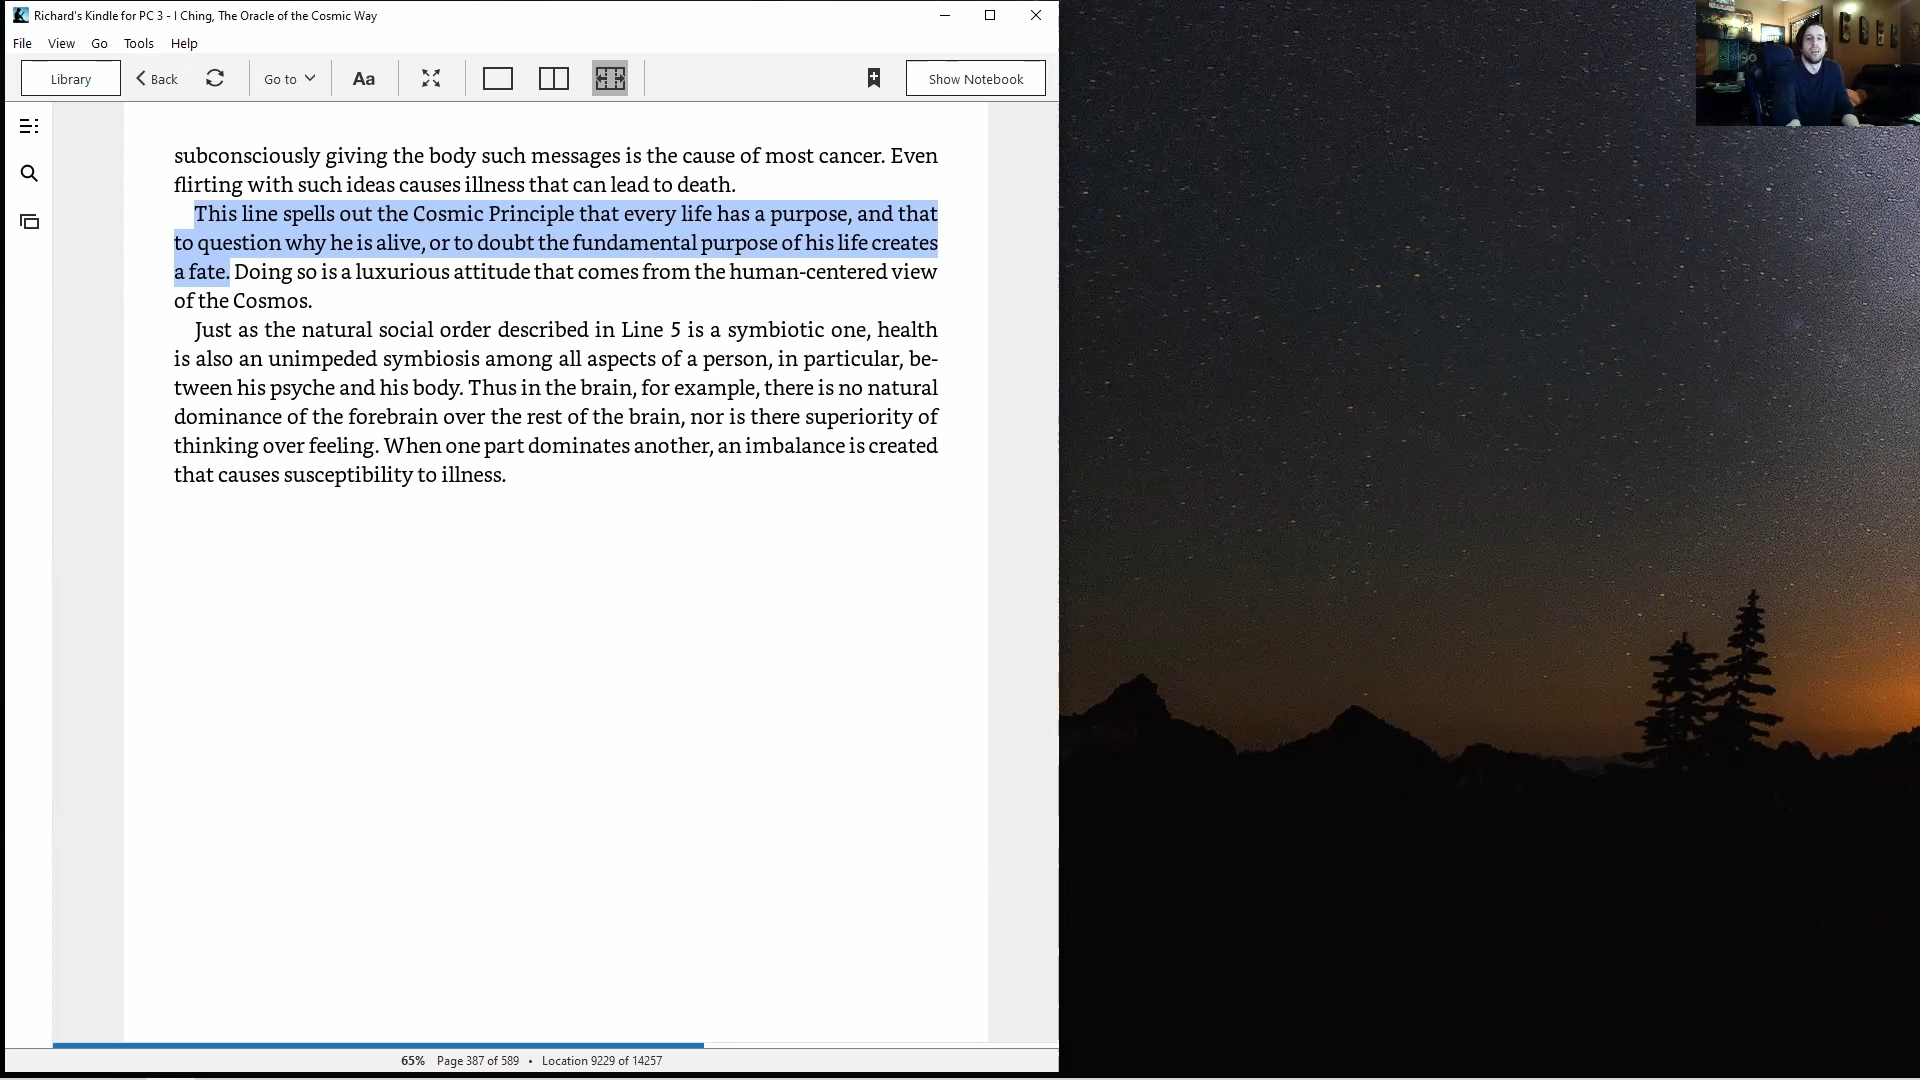 Richard's Kindle for PC 3 - I Ching, The Oracle of the Cosmic Way
File View Go Tools Help
Library Back Go to Aa Show Notebook
subconsciously giving the body such messages is the cause of most cancer. Even
flirting with such ideas causes illness that can lead to death.
This line spells out the Cosmic Principle that every life has a purpose, and that
to question why he is alive, or to doubt the fundamental purpose of his life creates
a fate. Doing so is a luxurious attitude that comes from the human-centered view
of the Cosmos.
Just as the natural social order described in Line 5 is a symbiotic one, health
is also an unimpeded symbiosis among all aspects of a person, in particular, be-
tween his psyche and his body. Thus in the brain, for example, there is no natural
dominance of the forebrain over the rest of the brain, nor is there superiority of
thinking over feeling. When one part dominates another, an imbalance is created
that causes susceptibility to illness.
65% Page 387 of 589 • Location 9229 of 14257